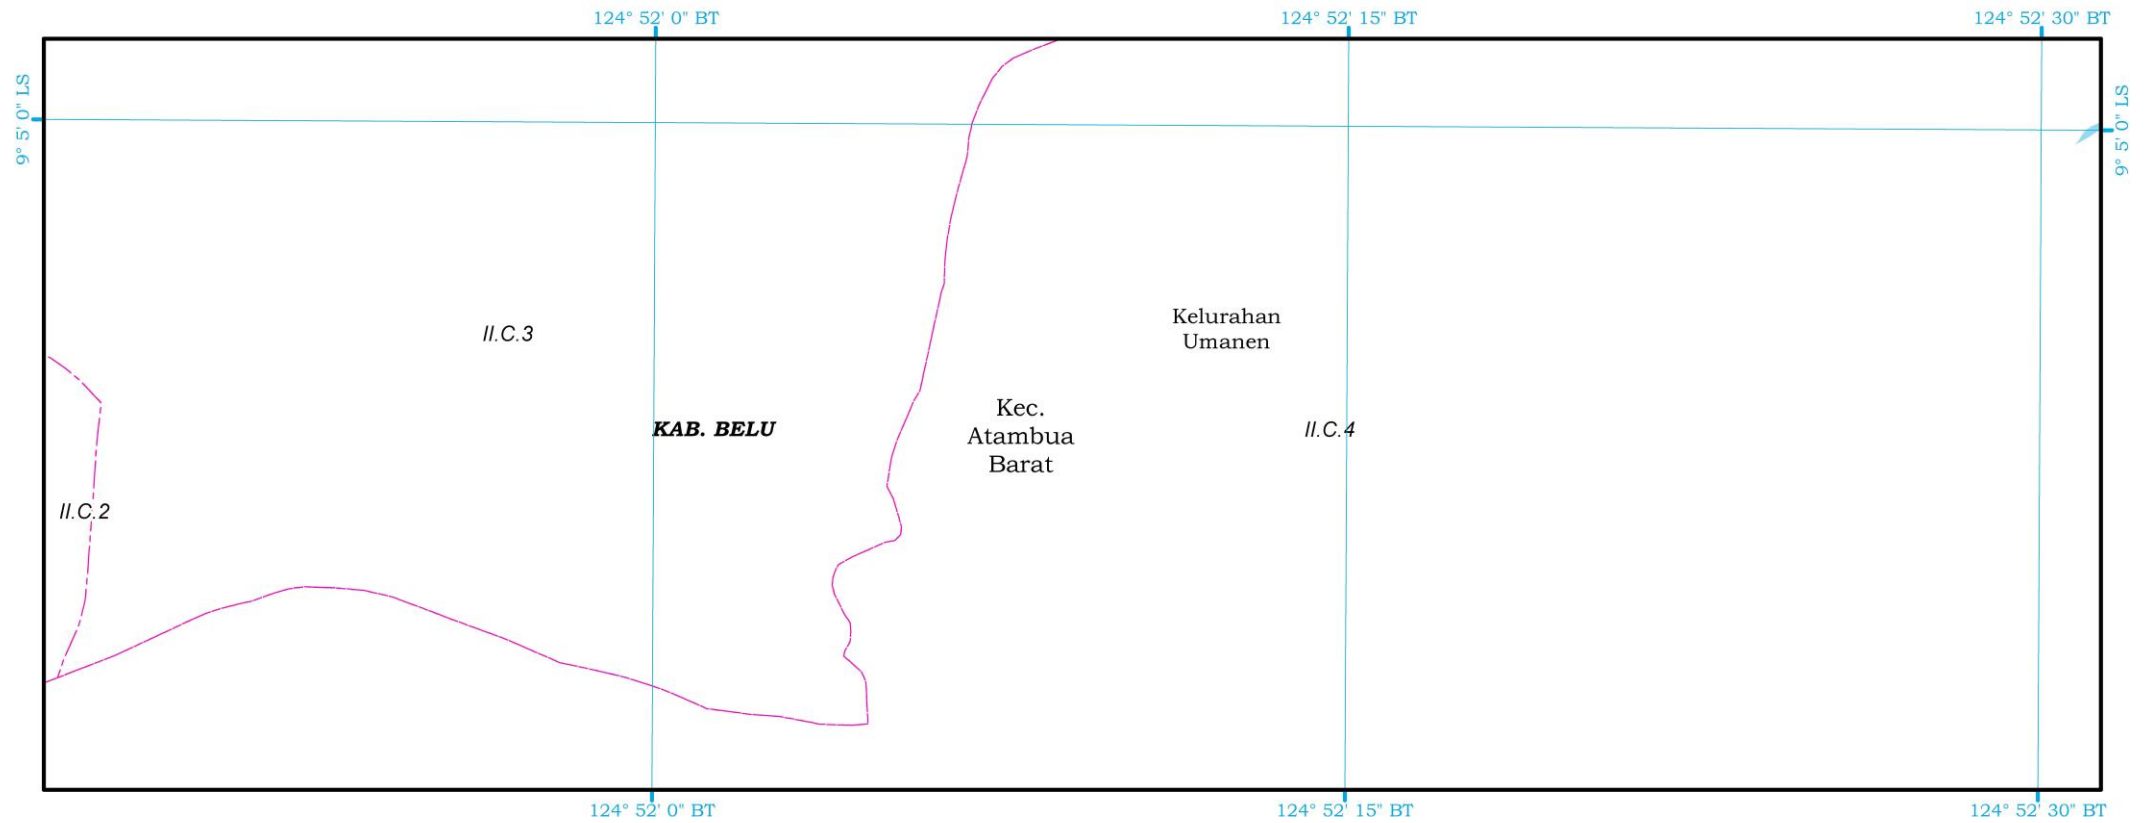 124° 52' 0" BT
124° 52' 15" BT
124° 52' 30" BT
9° 5' 0" LS
9° 5' 0" LS
II.C.3
Kelurahan
Umanen
KAB. BELU
Kec.
Atambua
Barat
II.C.4
II.C.2
124° 52' 0" BT
124° 52' 15" BT
124° 52' 30" BT